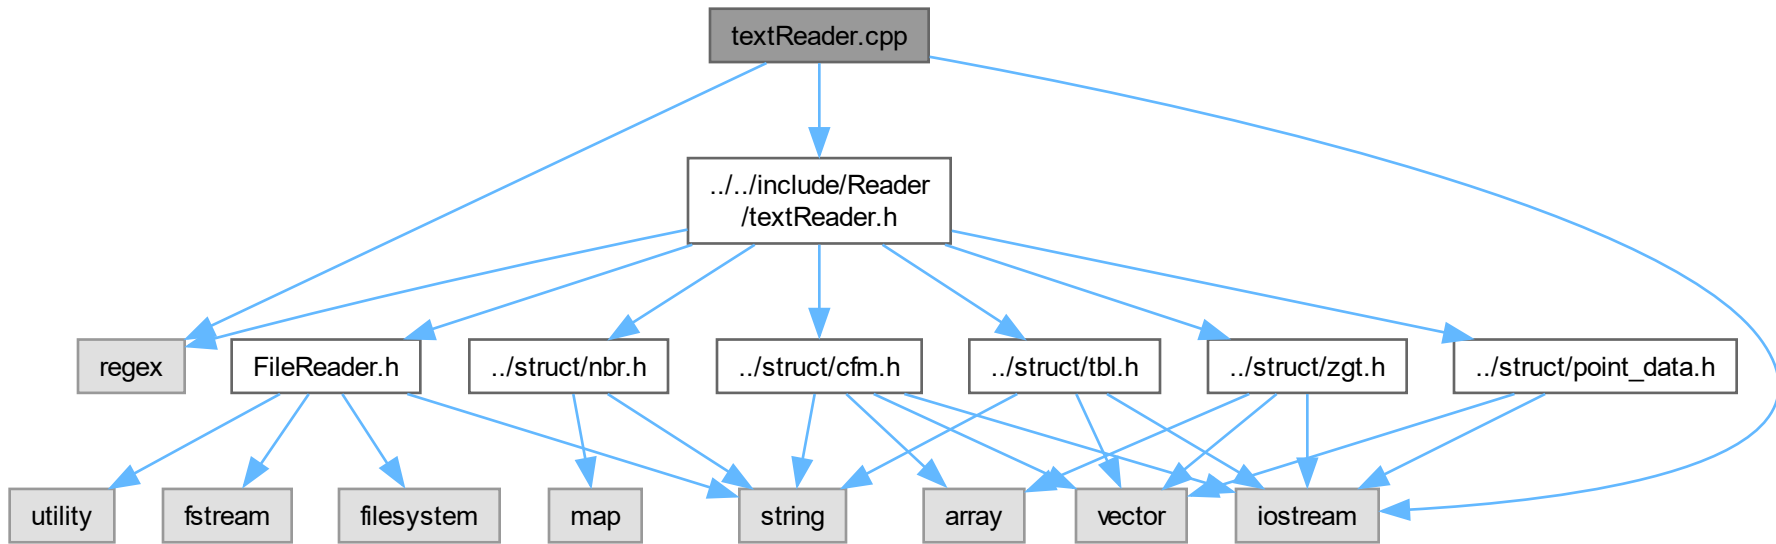 textReader.cpp
../../include/Reader
/textReader.h
regex
FileReader.h
../struct/nbr.h
../struct/cfm.h
../struct/tbl.h
../struct/zgt.h
../struct/point_data.h
utility
fstream
filesystem
map
string
array
vector
iostream